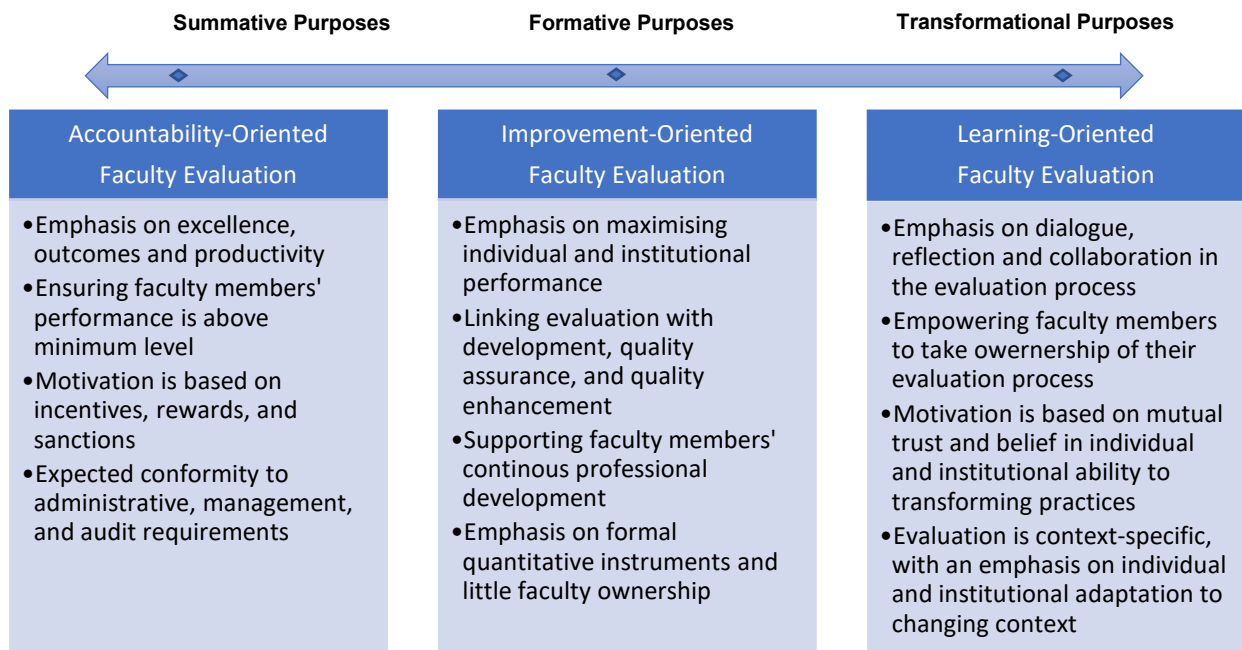 Summative Purposes
Formative Purposes
Transformational Purposes
Accountability-Oriented
Faculty Evaluation
•Emphasis on excellence,
outcomes and productivity
•Ensuring faculty members'
performance is above
minimum level
•Motivation is based on
incentives, rewards, and
sanctions
•Expected conformity to
administrative, management,
and audit requirements
Improvement-Oriented
Faculty Evaluation
•Emphasis on maximising
individual and institutional
performance
•Linking evaluation with
development, quality
assurance, and quality
enhancement
•Supporting faculty members'
continous professional
development
•Emphasis on formal
quantitative instruments and
little faculty ownership
Learning-Oriented
Faculty Evaluation
•Emphasis on dialogue,
reflection and collaboration in
the evaluation process
•Empowering faculty members
to take owernership of their
evaluation process
•Motivation is based on mutual
trust and belief in individual
and institutional ability to
transforming practices
•Evaluation is context-specific,
with an emphasis on individual
and institutional adaptation to
changing context